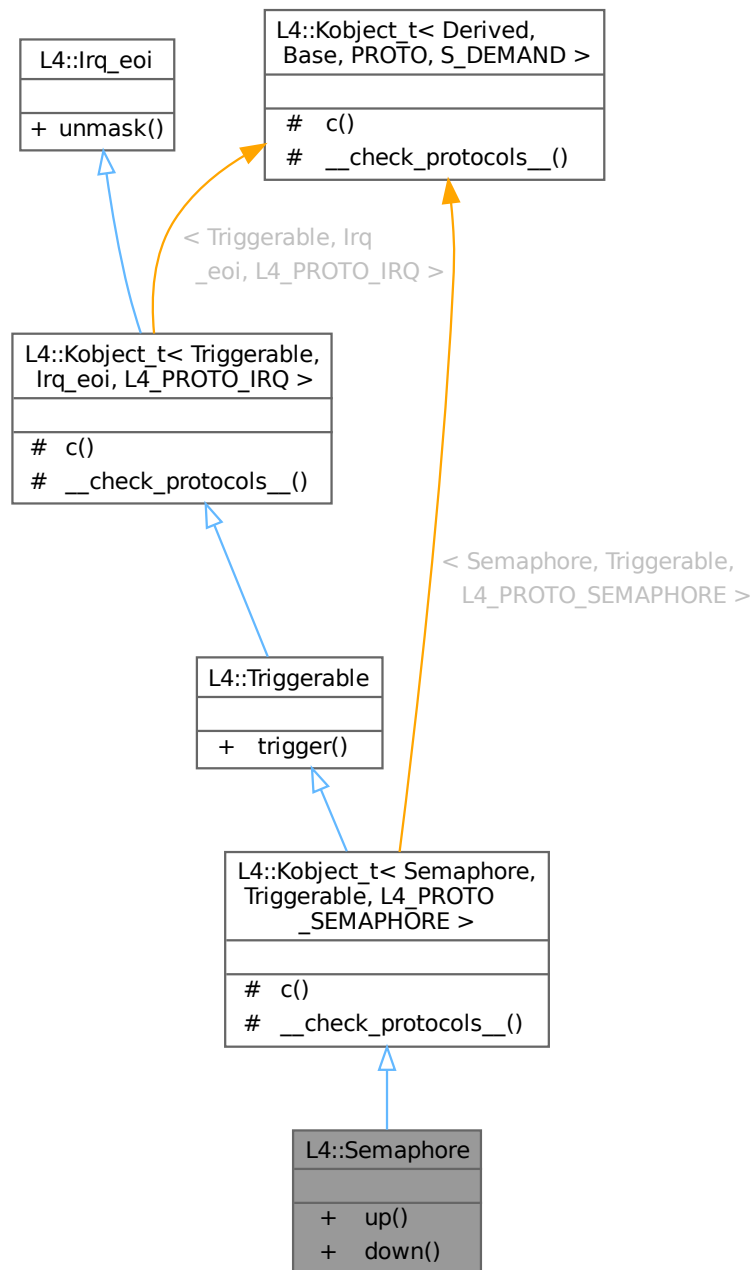 L4::Irq_eoi
+ unmask()
L4::Kobject_t< Derived,
Base, PROTO, S_DEMAND >
# c()
# __check_protocols__()
< Triggerable, Irq
_eoi, L4_PROTO_IRQ >
L4::Kobject_t< Triggerable,
Irq_eoi, L4_PROTO_IRQ >
# c()
# __check_protocols__()
< Semaphore, Triggerable,
L4_PROTO_SEMAPHORE >
L4::Triggerable
+ trigger()
L4::Kobject_t< Semaphore,
Triggerable, L4_PROTO
_SEMAPHORE >
# c()
# __check_protocols__()
L4::Semaphore
+ up()
+ down()